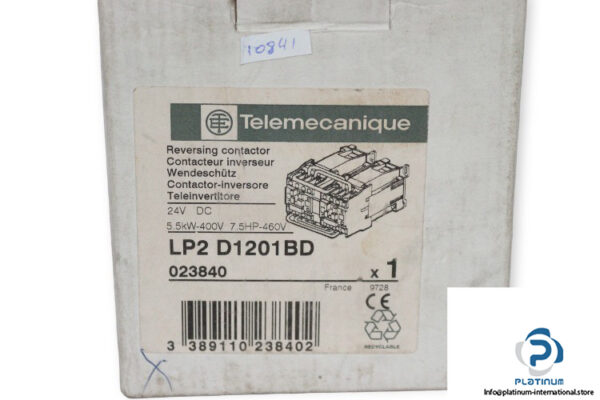 10841
Telemecanique
Reversing contactor
Contacteur inverseur
Wendeschütz
Contactor-inversore
Teleinvertitore
24V DC
5.5kW-400V 7.5HP-460V
LP2 D1201BD
023840
x 1
France 9728
CE
3 389110 238402
RECYCLABLE
PLATINUM
Info@platinum-international.store